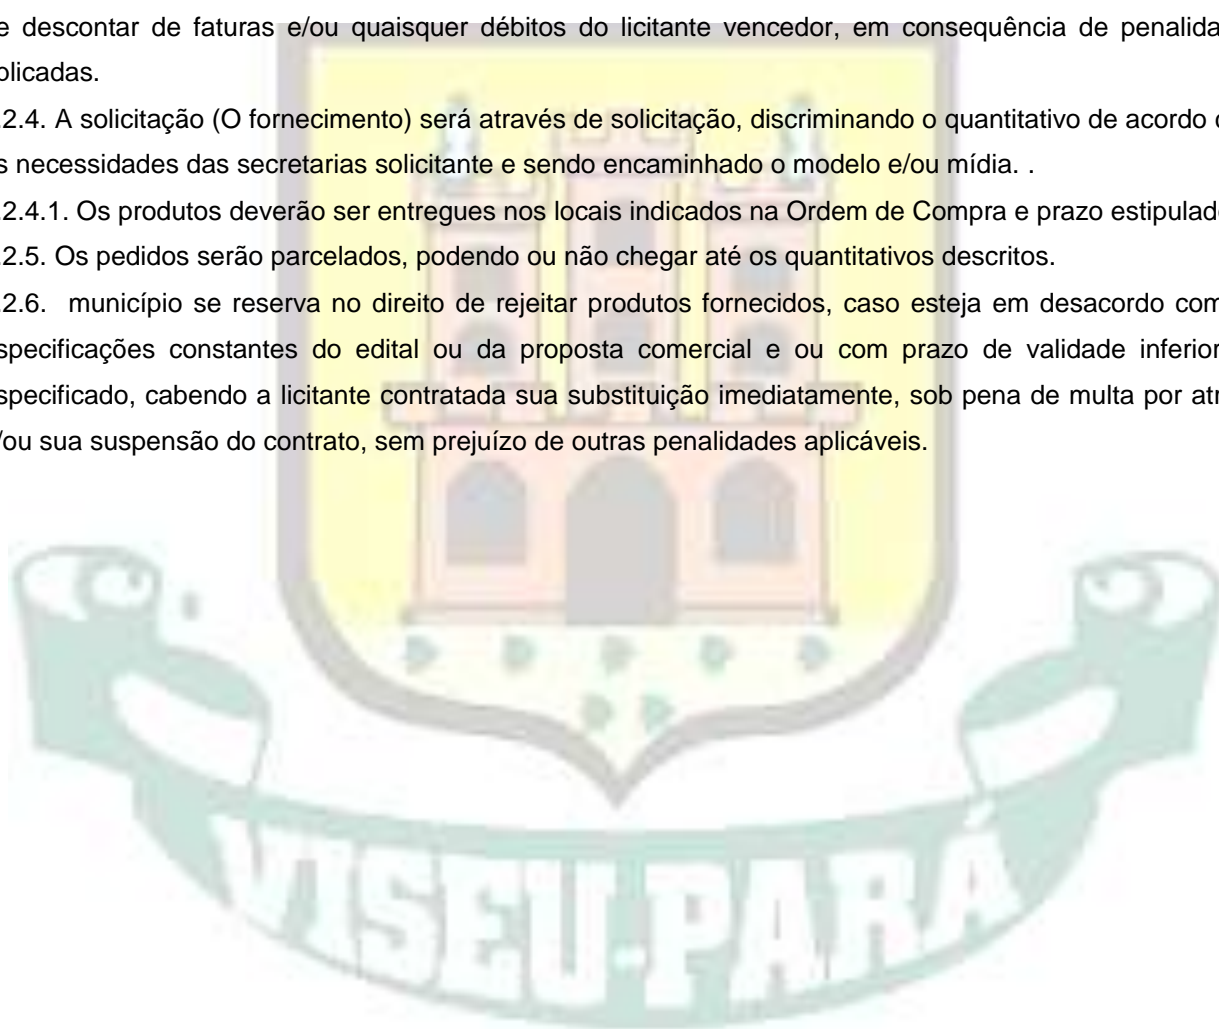 e descontar de faturas e/ou quaisquer débitos do licitante vencedor, em consequência de penalida
olicadas.
.2.4. A solicitação (O fornecimento) será através de solicitação, discriminando o quantitativo de acordo
s necessidades das secretarias solicitante e sendo encaminhado o modelo e/ou mídia. .
.2.4.1. Os produtos deverão ser entregues nos locais indicados na Ordem de Compra e prazo estipulado
.2.5. Os pedidos serão parcelados, podendo ou não chegar até os quantitativos descritos.
.2.6. município se reserva no direito de rejeitar produtos fornecidos, caso esteja em desacordo com
specificações constantes do edital ou da proposta comercial e ou com prazo de validade inferior
specificado, cabendo a licitante contratada sua substituição imediatamente, sob pena de multa por atr
/ou sua suspensão do contrato, sem prejuízo de outras penalidades aplicáveis.
VISEU-PARÁ